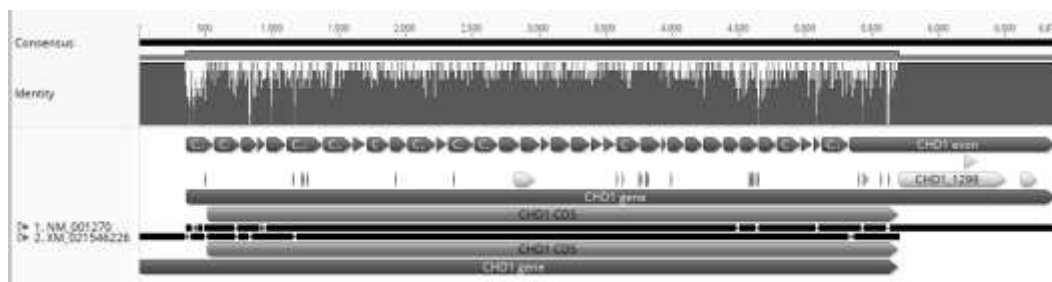 1 500 1,000 1,500 2,000 2,500 3,000 3,500 4,000 4,500 5,000 5,500 6,000
Consensus
Identity
CHD1 exon
CHD1_1298
CHD1 gene
CHD1 CDS
1. NM_001270
2. XM_021546226
CHD1 CDS
CHD1 gene